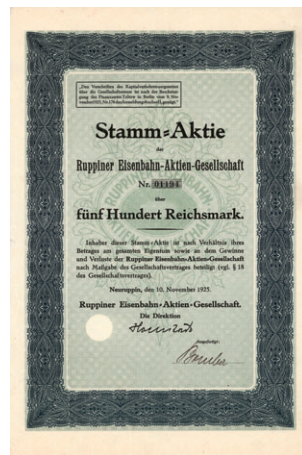 Stamm=Aktie
der
Ruppiner Eisenbahn-Aktien-Gesellschaft
Nr. 01194
über
fünf Hundert Reichsmark.
Inhaber dieser Stamm-Aktie ist nach Verhältnis ihres
Betrages am gesamten Eigentum sowie an dem Gewinne
und Verluste der Ruppiner Eisenbahn-Aktien-Gesellschaft
nach Maßgabe des Gesellschaftsvertrages beteiligt (vgl. § 18
des Gesellschaftsvertrages).
Neuruppin, den 10. November 1925.
Ruppiner Eisenbahn-Aktien-Gesellschaft.
Die Direktion
Ausgefertigt: